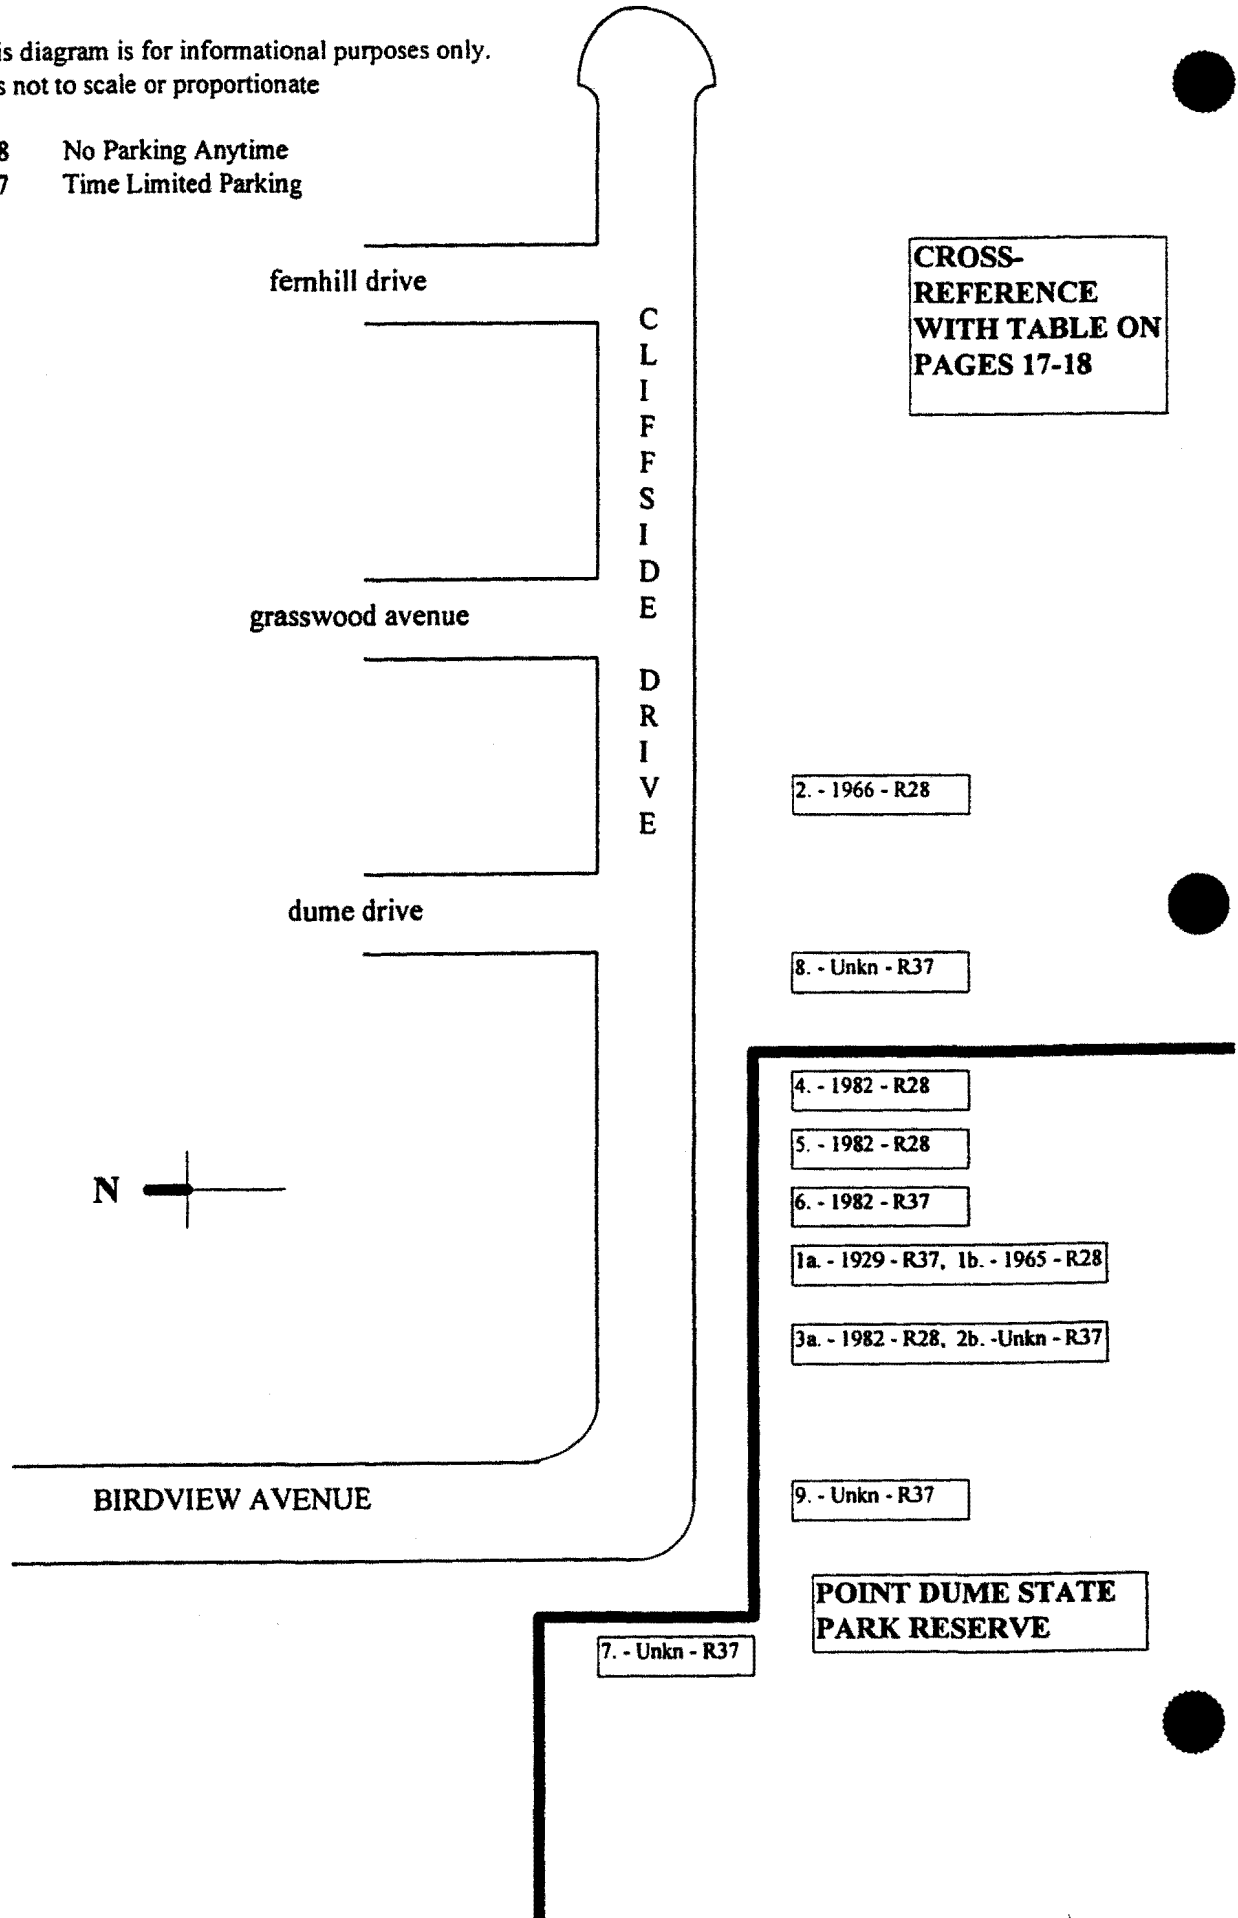 is diagram is for informational purposes only.
s not to scale or proportionate
8 No Parking Anytime
7 Time Limited Parking
fernhill drive
CROSS-
REFERENCE
WITH TABLE ON
PAGES 17-18
CLIFFSIDE DRIVE
grasswood avenue
2. - 1966 - R28
dume drive
8. - Unkn - R37
4. - 1982 - R28
5. - 1982 - R28
N
6. - 1982 - R37
1a. - 1929 - R37, 1b. - 1965 - R28
3a. - 1982 - R28, 2b. -Unkn - R37
BIRDVIEW AVENUE
9. - Unkn - R37
POINT DUME STATE
PARK RESERVE
7. - Unkn - R37